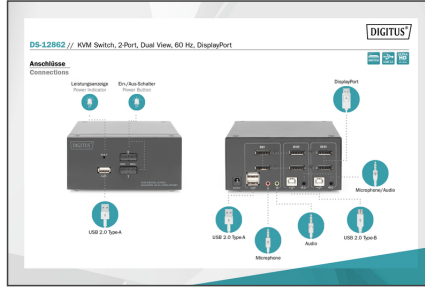 DIGITUS®
DS-12862 // KVM Switch, 2-Port, Dual View, 60 Hz, DisplayPort
Anschlüsse
Connections
Leistungsanzeige
Power Indicator
Ein-/Aus-Schalter
Power Button
DisplayPort
DIGITUS
Microphone/Audio
USB 2.0 Type-A
USB 2.0 Type-A
Microphone
Audio
USB 2.0 Type-B